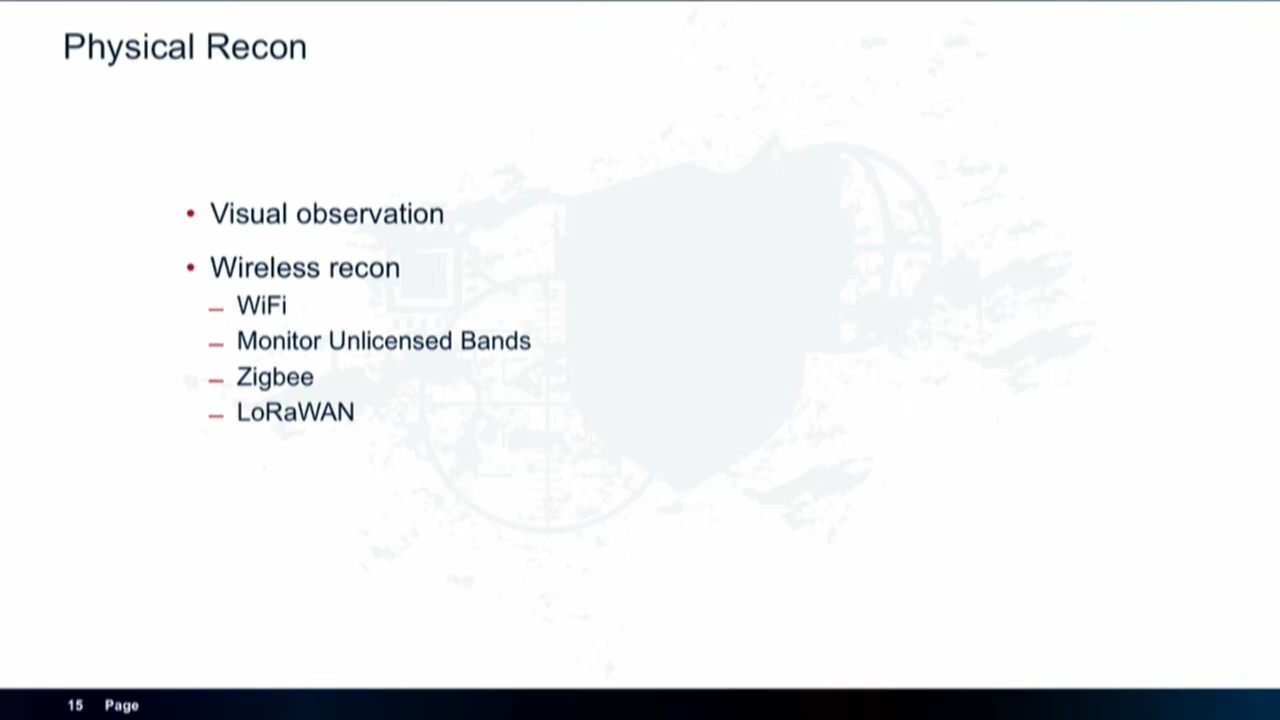 Physical Recon
• Visual observation
• Wireless recon
– WiFi
– Monitor Unlicensed Bands
– Zigbee
– LoRaWAN
15 Page